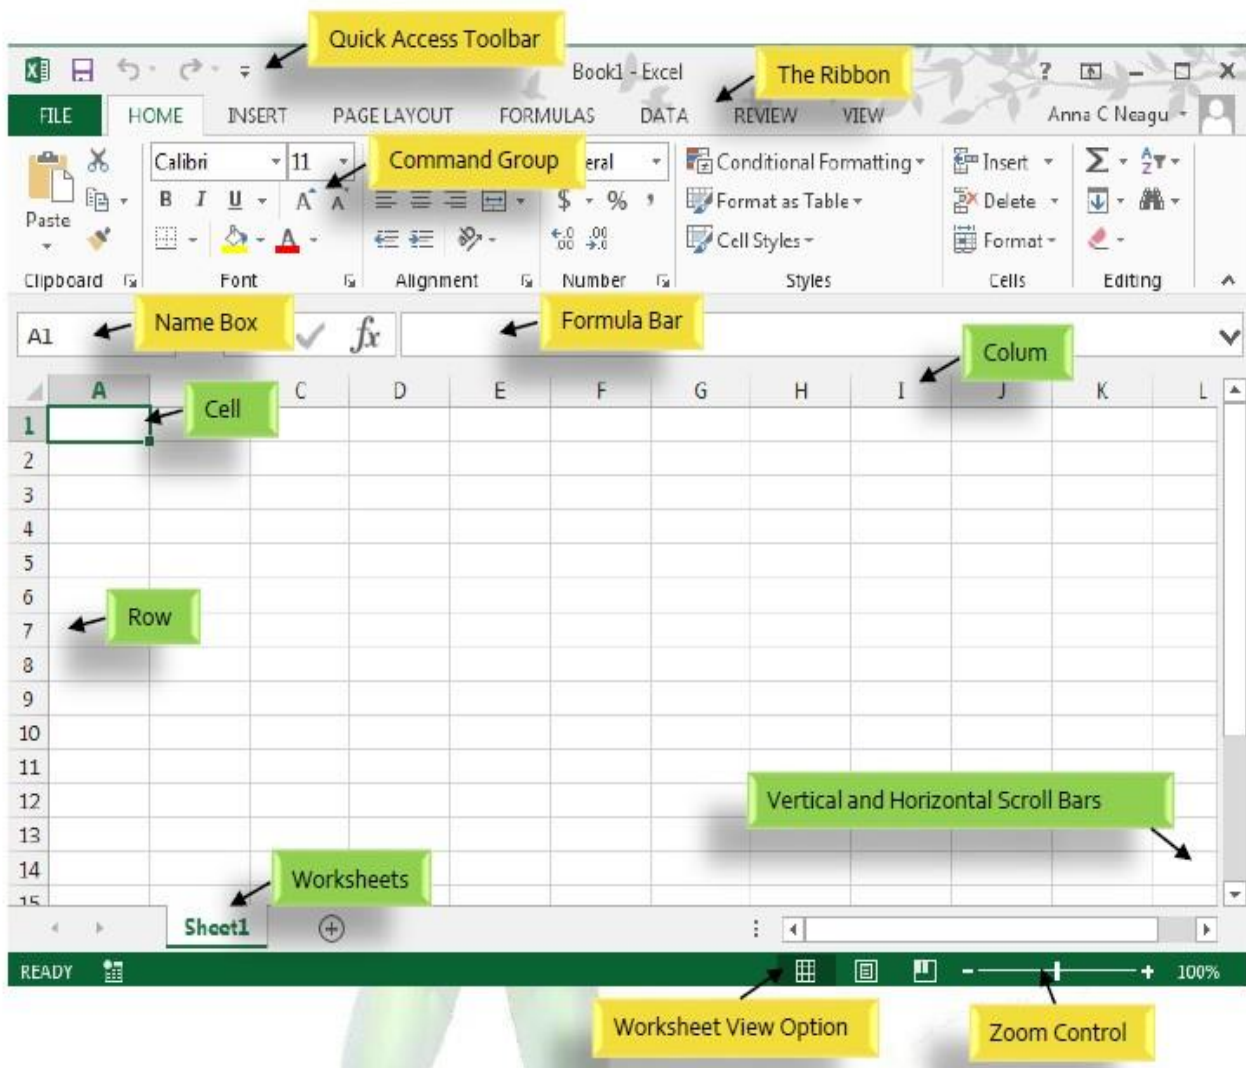 Quick Access Toolbar
Book1 - Excel
The Ribbon
?
FILE HOME INSERT PAGE LAYOUT FORMULAS DATA REVIEW VIEW Anna C Neagu
Calibri 11 Command Group eral Conditional Formatting Insert Σ
B I U A A $ % , Format as Table Delete
Paste
A Cell Styles Format
Clipboard Font Alignment Number Styles Cells Editing
A1 Name Box fx Formula Bar
Colum
A C D E F G H I J K L
Cell
1
2
3
4
5
6
Row
7
8
9
10
11
12 Vertical and Horizontal Scroll Bars
13
14 Worksheets
15
Sheet1
READY 100%
Worksheet View Option Zoom Control